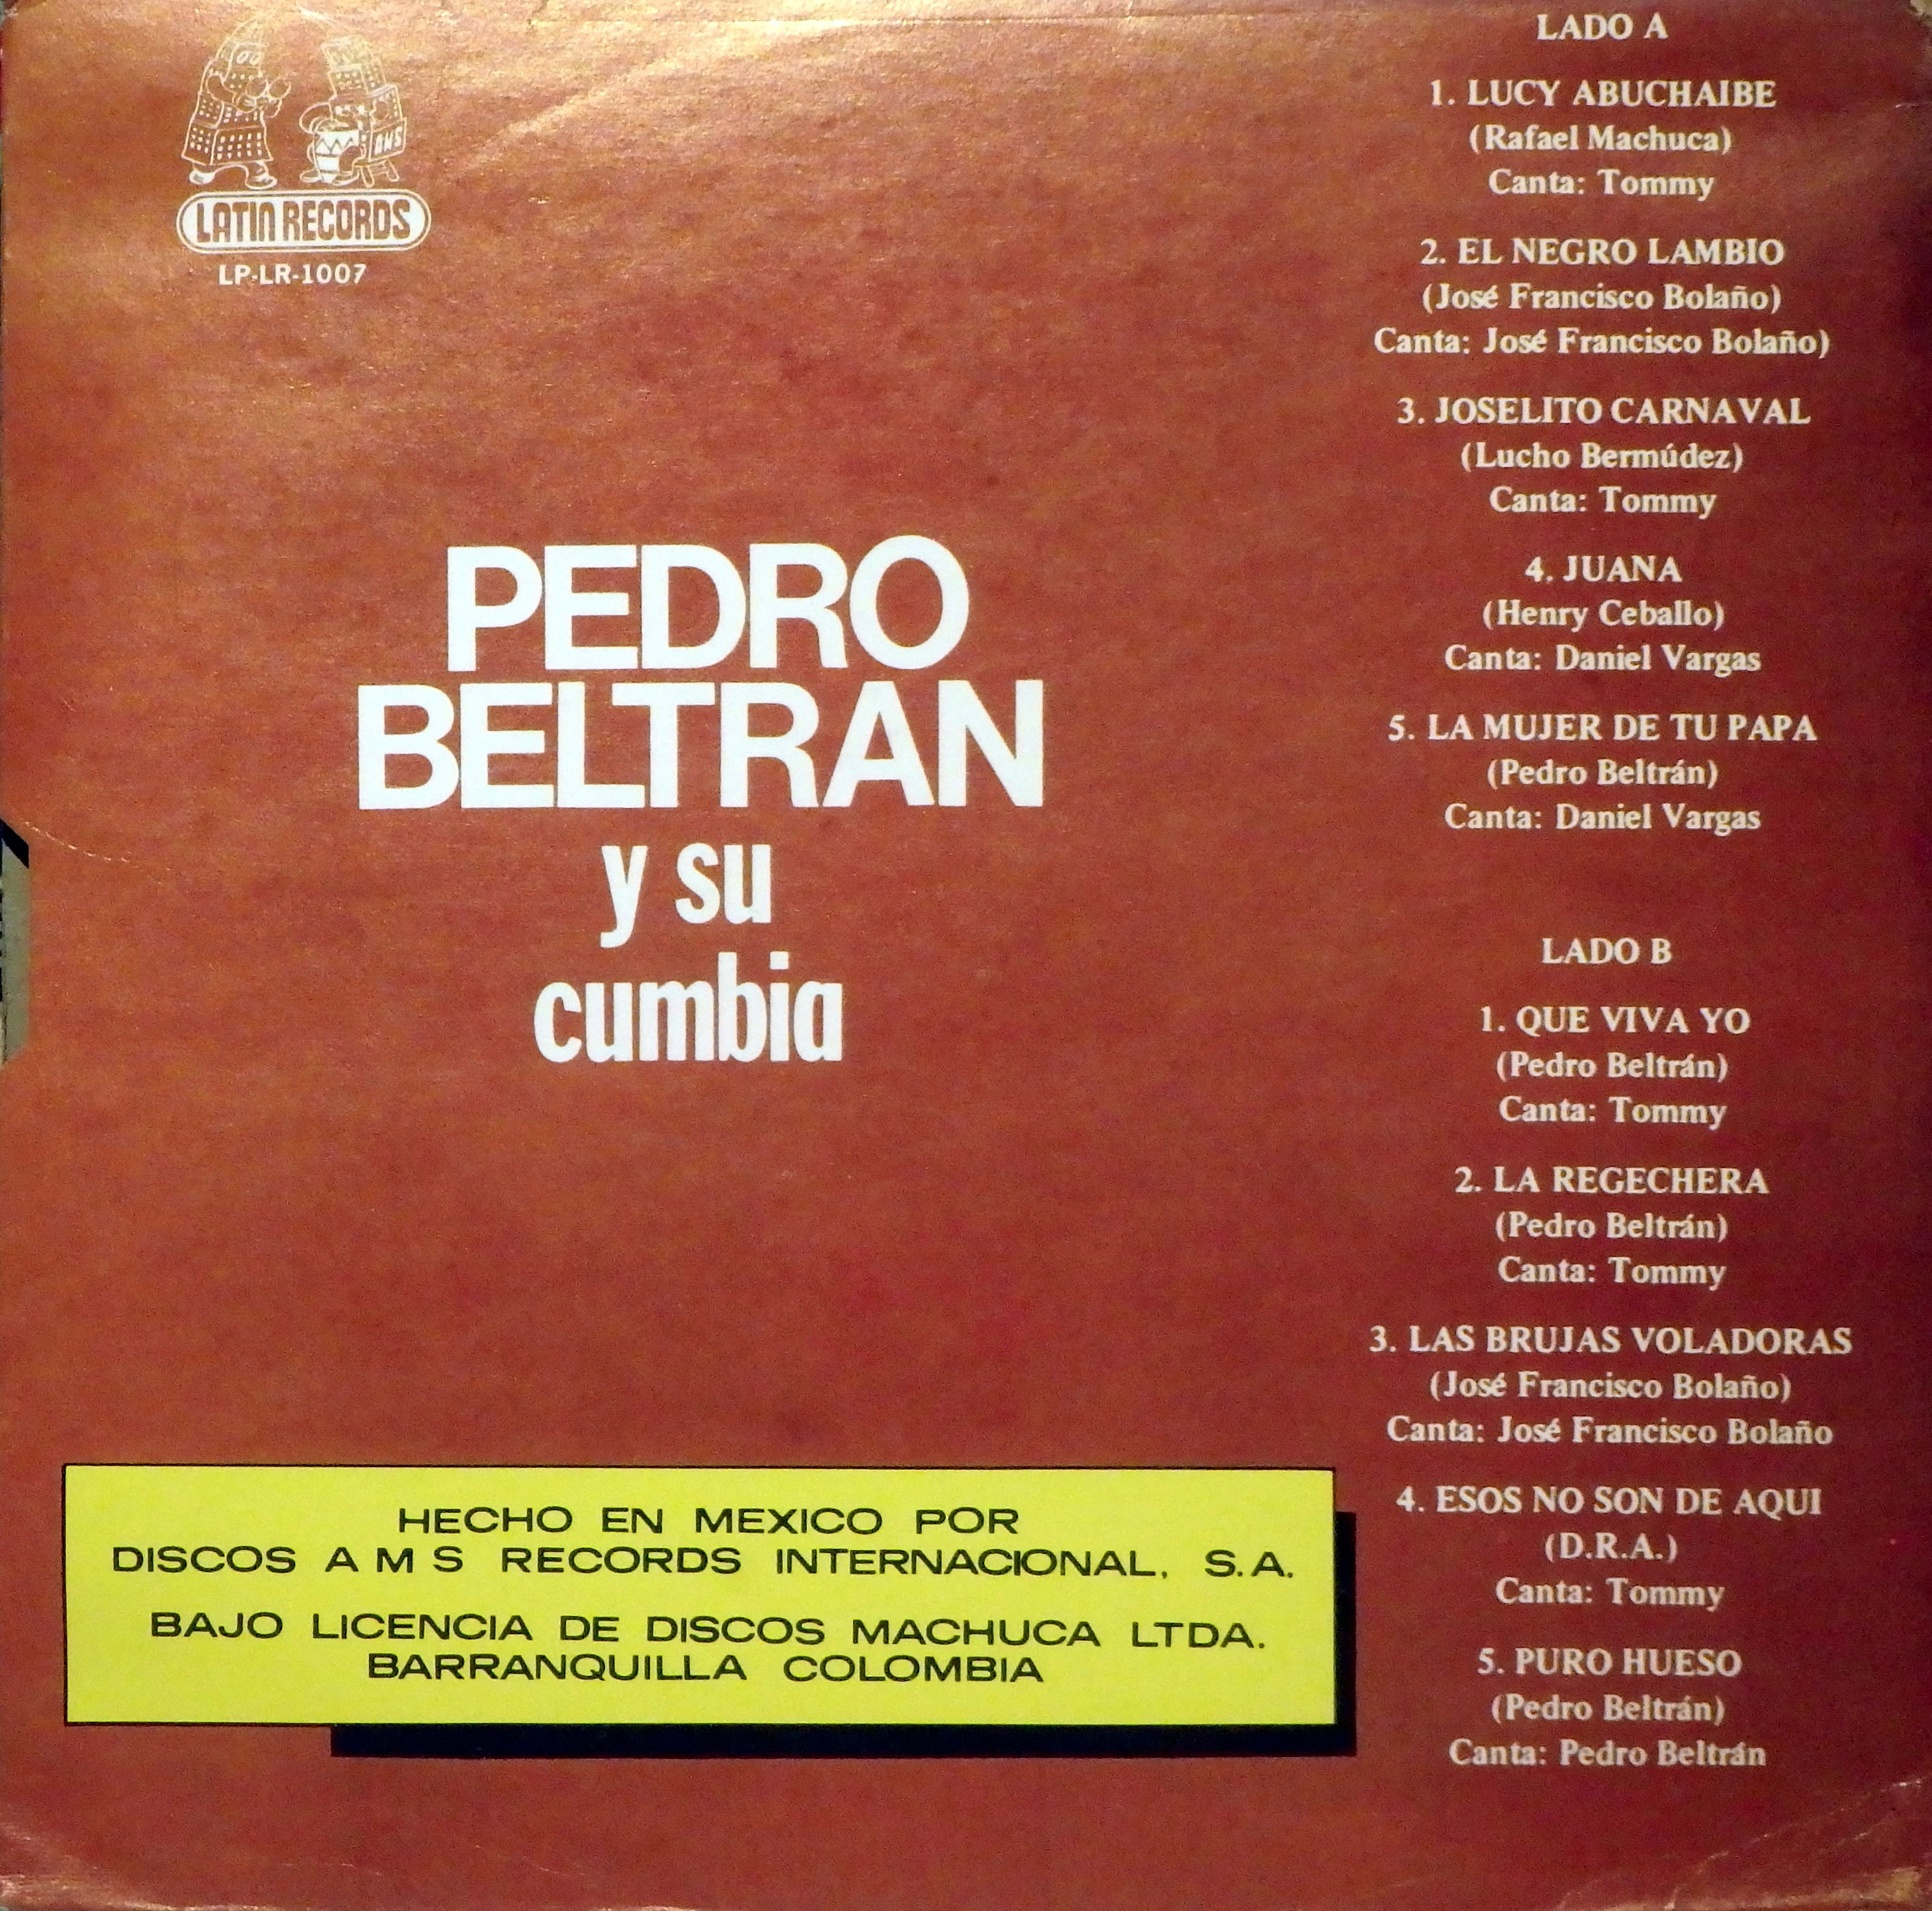 AMS
LATIN RECORDS
LP-LR-1007
PEDRO
BELTRAN
y su
cumbia
HECHO EN MEXICO POR
DISCOS A M S RECORDS INTERNACIONAL, S.A.
BAJO LICENCIA DE DISCOS MACHUCA LTDA.
BARRANQUILLA COLOMBIA
LADO A
1. LUCY ABUCHAIBE
(Rafael Machuca)
Canta: Tommy
2. EL NEGRO LAMBIO
(José Francisco Bolaño)
Canta: José Francisco Bolaño)
3. JOSELITO CARNAVAL
(Lucho Bermúdez)
Canta: Tommy
4. JUANA
(Henry Ceballo)
Canta: Daniel Vargas
5. LA MUJER DE TU PAPA
(Pedro Beltrán)
Canta: Daniel Vargas
LADO B
1. QUE VIVA YO
(Pedro Beltrán)
Canta: Tommy
2. LA REGECHERA
(Pedro Beltrán)
Canta: Tommy
3. LAS BRUJAS VOLADORAS
(José Francisco Bolaño)
Canta: José Francisco Bolaño
4. ESOS NO SON DE AQUI
(D.R.A.)
Canta: Tommy
5. PURO HUESO
(Pedro Beltrán)
Canta: Pedro Beltrán